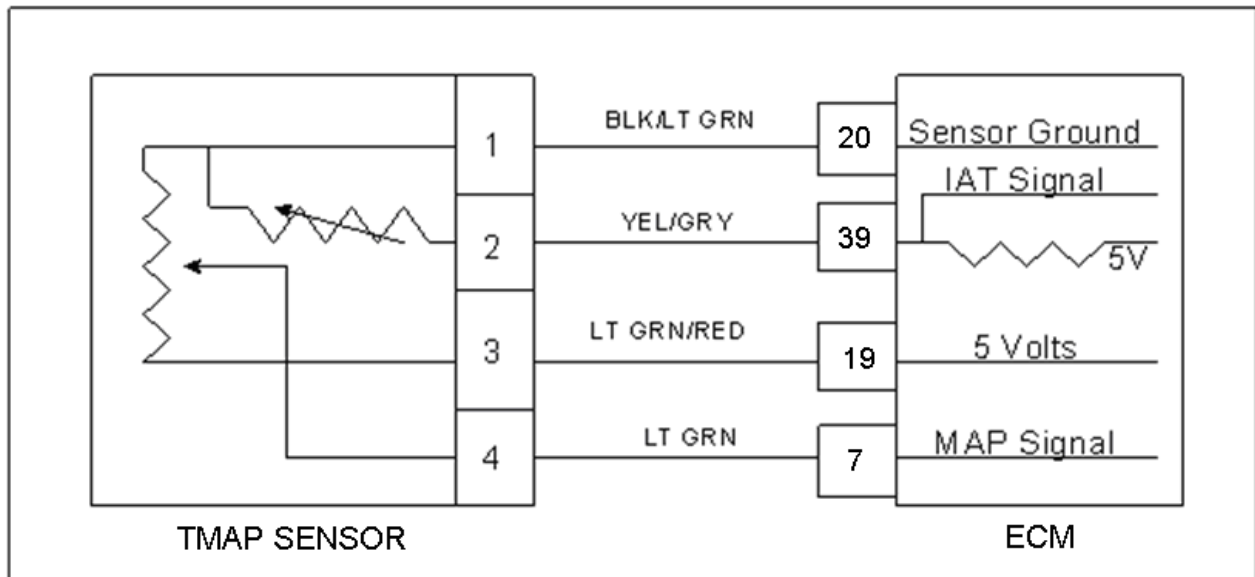 1
BLK/LT GRN
20
Sensor Ground
IAT Signal
2
YEL/GRY
39
5V
3
LT GRN/RED
19
5 Volts
4
LT GRN
7
MAP Signal
TMAP SENSOR
ECM